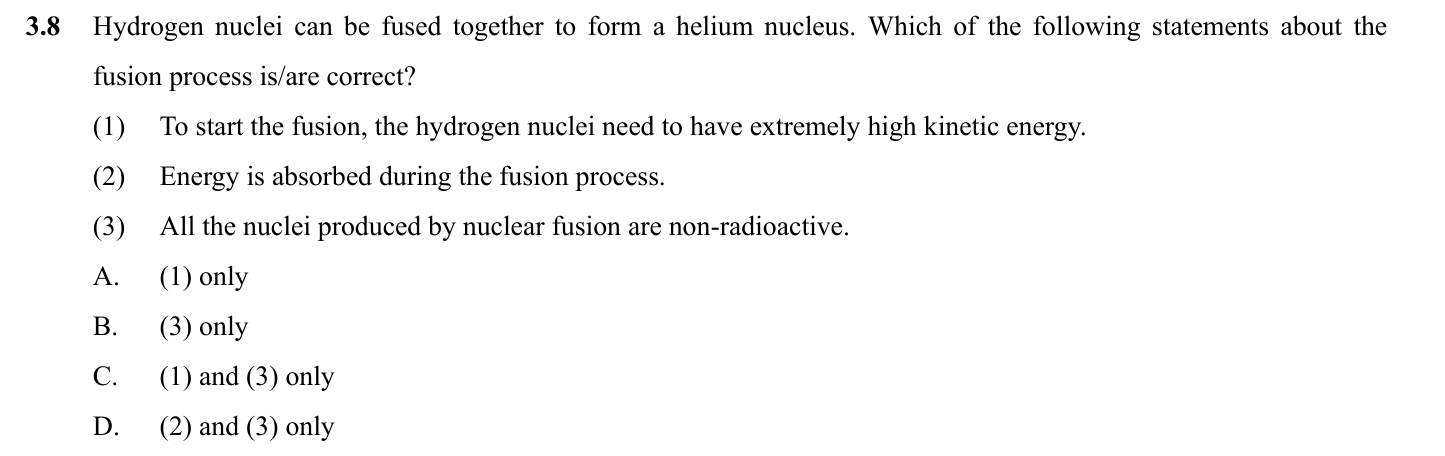 3.8 Hydrogen nuclei can be fused together to form a helium nucleus. Which of the following statements about the
fusion process is/are correct?
(1) To start the fusion, the hydrogen nuclei need to have extremely high kinetic energy.
(2) Energy is absorbed during the fusion process.
(3) All the nuclei produced by nuclear fusion are non-radioactive.
A. (1) only
B. (3) only
C. (1) and (3) only
D. (2) and (3) only